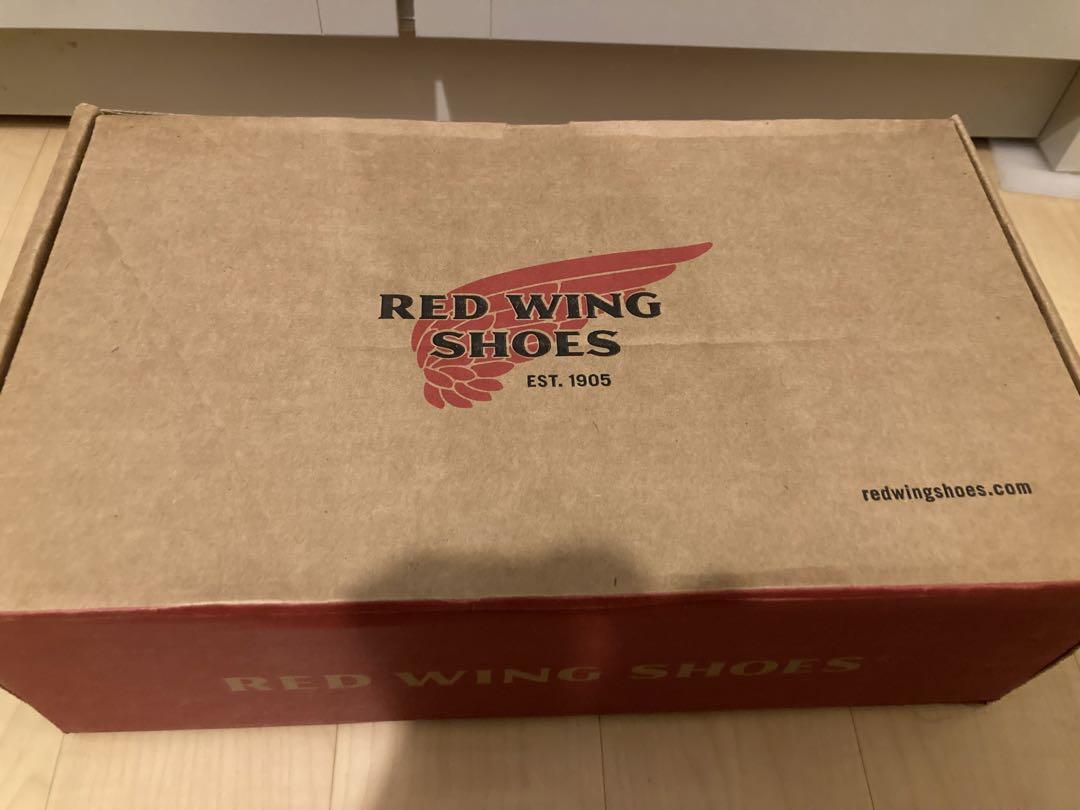 RED WING
SHOES
EST. 1905
redwingshoes.com
RED WING SHOES